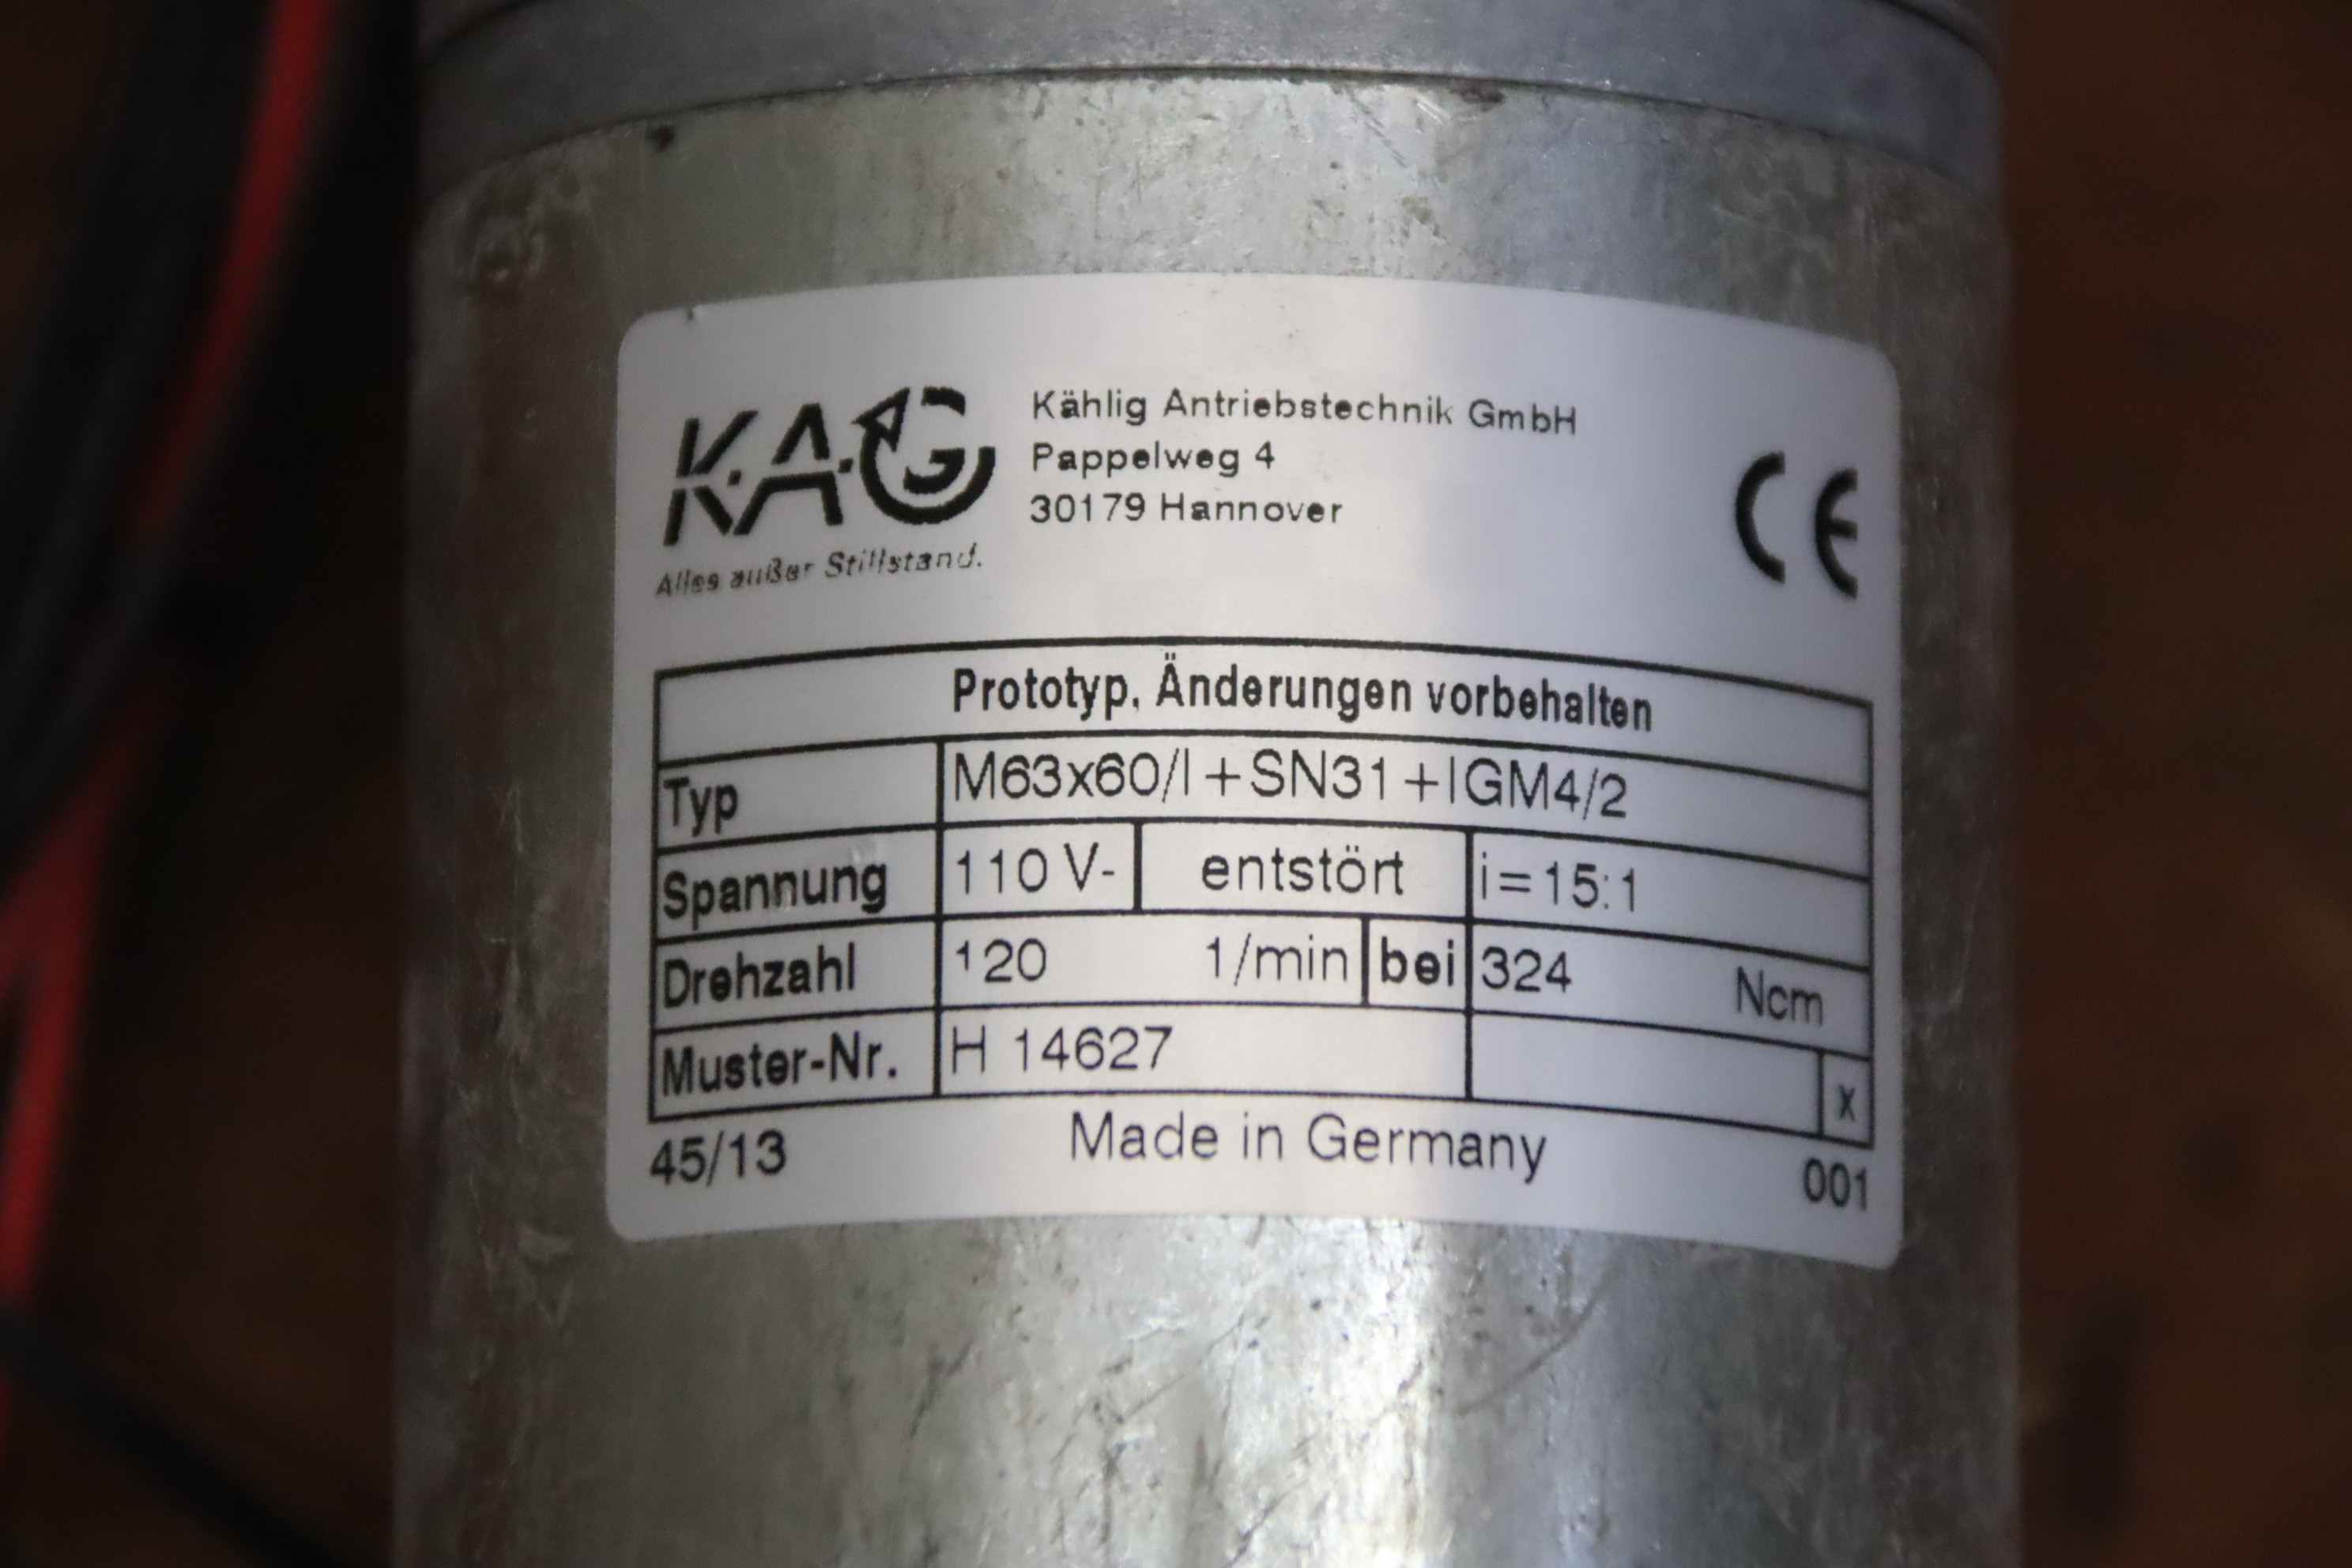 K.A.G
Alles außer Stillstand.
Kählig Antriebstechnik GmbH
Pappelweg 4
30179 Hannover
CE
Prototyp, Änderungen vorbehalten
Typ M63x60/I+SN31+IGM4/2
Spannung 110 V- entstört i=15:1
Drehzahl 120 1/min bei 324 Ncm
Muster-Nr. H 14627 x
45/13 Made in Germany 001